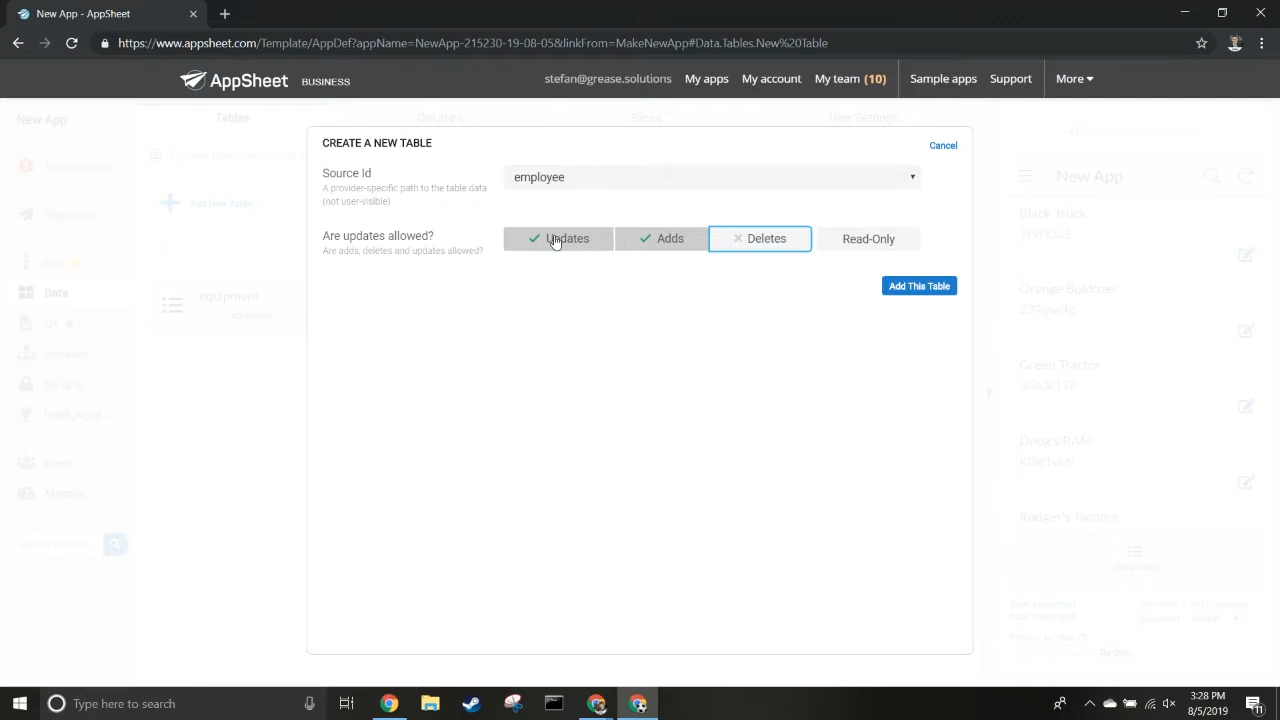 New App - AppSheet
https://www.appsheet.com/Template/AppDef?appName=NewApp-215230-19-08-05&linkFrom=MakeNewApp#Data.Tables.New%20Table
AppSheet BUSINESS
stefan@grease.solutions My apps My account My team (10) Sample apps Support More
New App
Tables Columns Slices User Settings
CREATE A NEW TABLE
Cancel
Source Id
employee
A provider-specific path to the table data
(not user-visible)
Are updates allowed?
Are adds, deletes and updates allowed?
Updates Adds Deletes Read-Only
Add This Table
Add New Table
Data
equipment
New App
Black Truck
Orange Buldozer
Green Tractor
Doug's RAM
Rodger's Tacoma
Type here to search
3:28 PM
8/5/2019
11